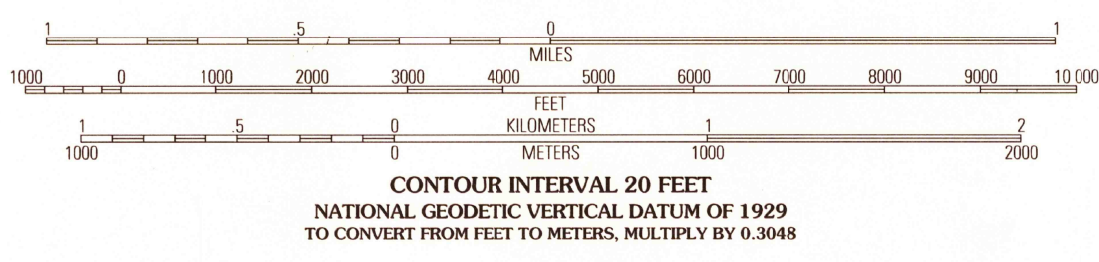 1 .5 0 1
MILES
1000 0 1000 2000 3000 4000 5000 6000 7000 8000 9000 10 000
FEET
1 .5 0 KILOMETERS 1 2
1000 0 METERS 1000 2000
CONTOUR INTERVAL 20 FEET
NATIONAL GEODETIC VERTICAL DATUM OF 1929
TO CONVERT FROM FEET TO METERS, MULTIPLY BY 0.3048